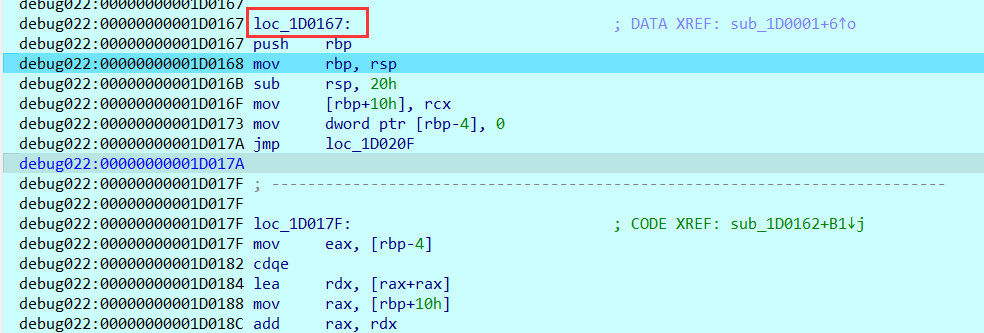 debug022:00000000001D0167
debug022:00000000001D0167 loc_1D0167: ; DATA XREF: sub_1D0001+6↑o
debug022:00000000001D0167 push rbp
debug022:00000000001D0168 mov rbp, rsp
debug022:00000000001D016B sub rsp, 20h
debug022:00000000001D016F mov [rbp+10h], rcx
debug022:00000000001D0173 mov dword ptr [rbp-4], 0
debug022:00000000001D017A jmp loc_1D020F
debug022:00000000001D017A
debug022:00000000001D017F ; ---------------------------------------------------------------------------
debug022:00000000001D017F
debug022:00000000001D017F loc_1D017F: ; CODE XREF: sub_1D0162+B1↓j
debug022:00000000001D017F mov eax, [rbp-4]
debug022:00000000001D0182 cdqe
debug022:00000000001D0184 lea rdx, [rax+rax]
debug022:00000000001D0188 mov rax, [rbp+10h]
debug022:00000000001D018C add rax, rdx